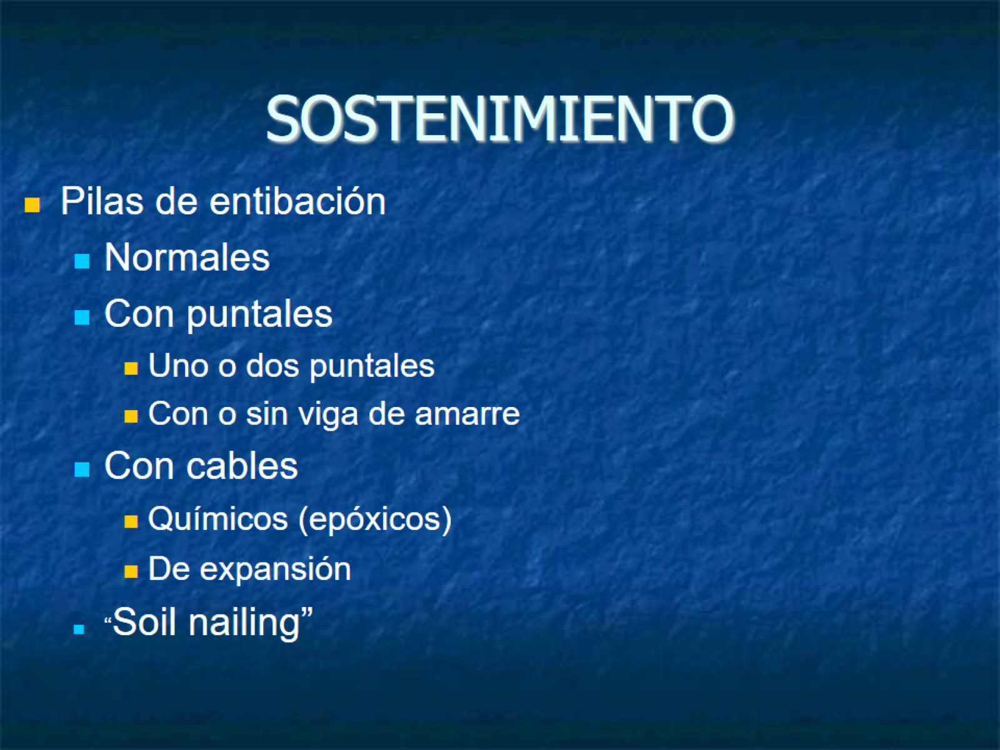 SOSTENIMIENTO
Pilas de entibación
Normales
Con puntales
Uno o dos puntales
Con o sin viga de amarre
Con cables
Químicos (epóxicos)
De expansión
“Soil nailing”